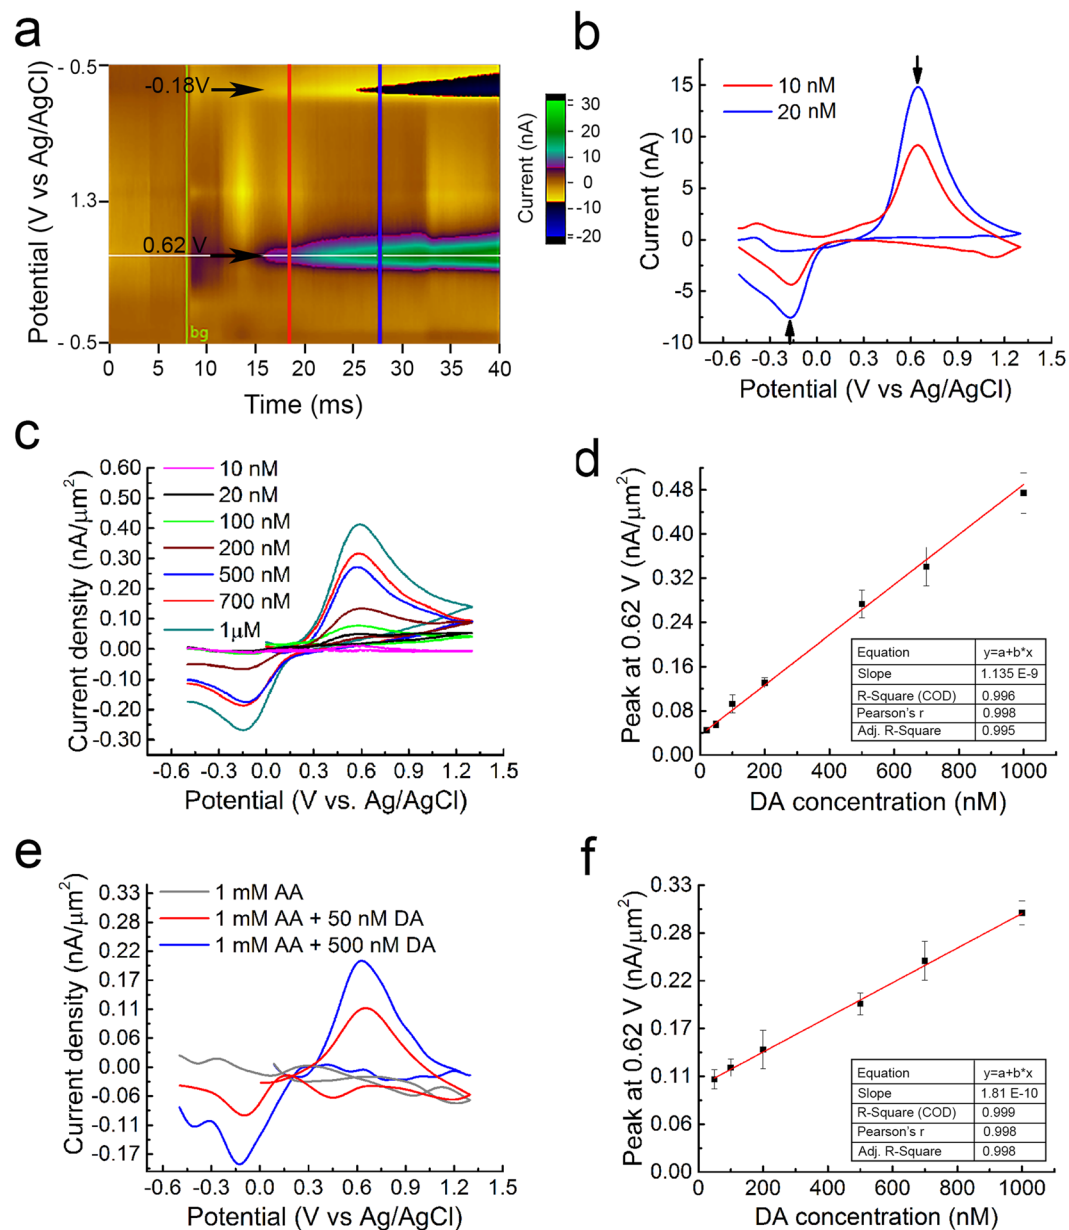 a
Potential (V vs Ag/AgCl)
- 0.5
1.3
- 0.5
-0.18V
0.62 V
bg
0 5 10 15 20 25 30 35 40
Time (ms)
Current (nA)
30
20
10
0
-10
-20
b
10 nM
20 nM
Current (nA)
15
10
5
0
-5
-10
-0.6 -0.3 0.0 0.3 0.6 0.9 1.2 1.5
Potential (V vs Ag/AgCl)
c
Current density (nA/μm²)
0.60
0.50
0.40
0.30
0.20
0.10
0.00
-0.10
-0.20
-0.30
10 nM
20 nM
100 nM
200 nM
500 nM
700 nM
1μM
-0.6 -0.3 0.0 0.3 0.6 0.9 1.2 1.5
Potential (V vs. Ag/AgCl)
d
Peak at 0.62 V (nA/μm²)
0.48
0.40
0.32
0.24
0.16
0.08
0.00
Equation y=a+b*x
Slope 1.135 E-9
R-Square (COD) 0.996
Pearson's r 0.998
Adj. R-Square 0.995
0 200 400 600 800 1000
DA concentration (nM)
e
Current density (nA/μm²)
0.33
0.28
0.22
0.17
0.11
0.06
0.00
-0.06
-0.11
-0.17
1 mM AA
1 mM AA + 50 nM DA
1 mM AA + 500 nM DA
-0.6 -0.3 0.0 0.3 0.6 0.9 1.2 1.5
Potential (V vs Ag/AgCl)
f
Peak at 0.62 V (nA/μm²)
0.33
0.28
0.22
0.17
0.11
0.06
0.00
Equation y=a+b*x
Slope 1.81 E-10
R-Square (COD) 0.999
Pearson's r 0.998
Adj. R-Square 0.998
0 200 400 600 800 1000
DA concentration (nM)